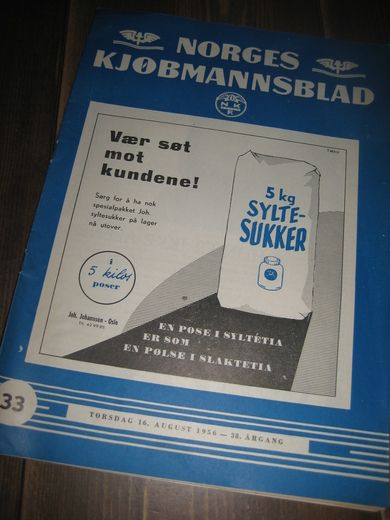 NORGES
KJØBMANNSBLAD
N K
Vær søt
mot
kundene!
Sørg for å ha nok
spesialpakket Joh.
syltesukker på lager
nå utover.
i
5 kilos
poser
Joh. Johannson - Oslo
5 kg
SYLTE-
SUKKER
EN POSE I SYLTETIA
ER SOM
EN PØLSE I SLAKTETIA
33
TORSDAG 16. AUGUST 1956 — 38. ÅRGANG